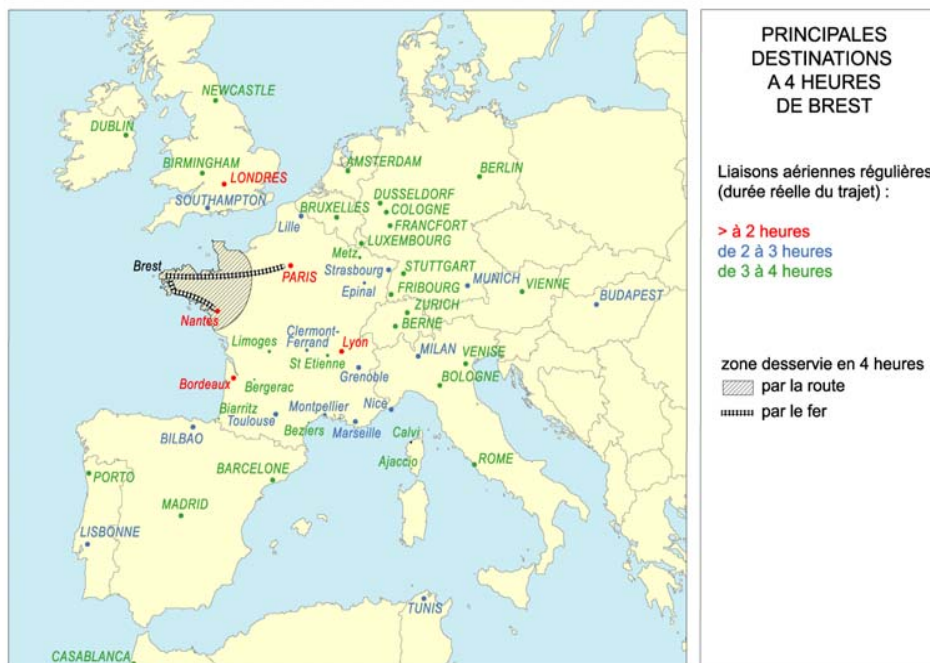 NEWCASTLE
DUBLIN
BIRMINGHAM
LONDRES
AMSTERDAM
BERLIN
SOUTHAMPTON
DUSSELDORF
BRUXELLES
COLOGNE
Lille
FRANCFORT
LUXEMBOURG
Metz
Brest
PARIS
Strasbourg
STUTTGART
MUNICH
VIENNE
Epinal
FRIBOURG
BUDAPEST
ZURICH
Nantes
BERNE
Clermont-
Ferrand
Limoges
Lyon
MILAN
VENISE
St Etienne
Grenoble
BOLOGNE
Bordeaux
Bergerac
Biarritz
Montpellier
Nice
Toulouse
Beziers
Marseille
Calvi
BILBAO
Ajaccio
ROME
BARCELONE
PORTO
MADRID
LISBONNE
TUNIS
CASABLANCA
PRINCIPALES
DESTINATIONS
A 4 HEURES
DE BREST
Liaisons aériennes régulières
(durée réelle du trajet) :
> à 2 heures
de 2 à 3 heures
de 3 à 4 heures
zone desservie en 4 heures
par la route
par le fer